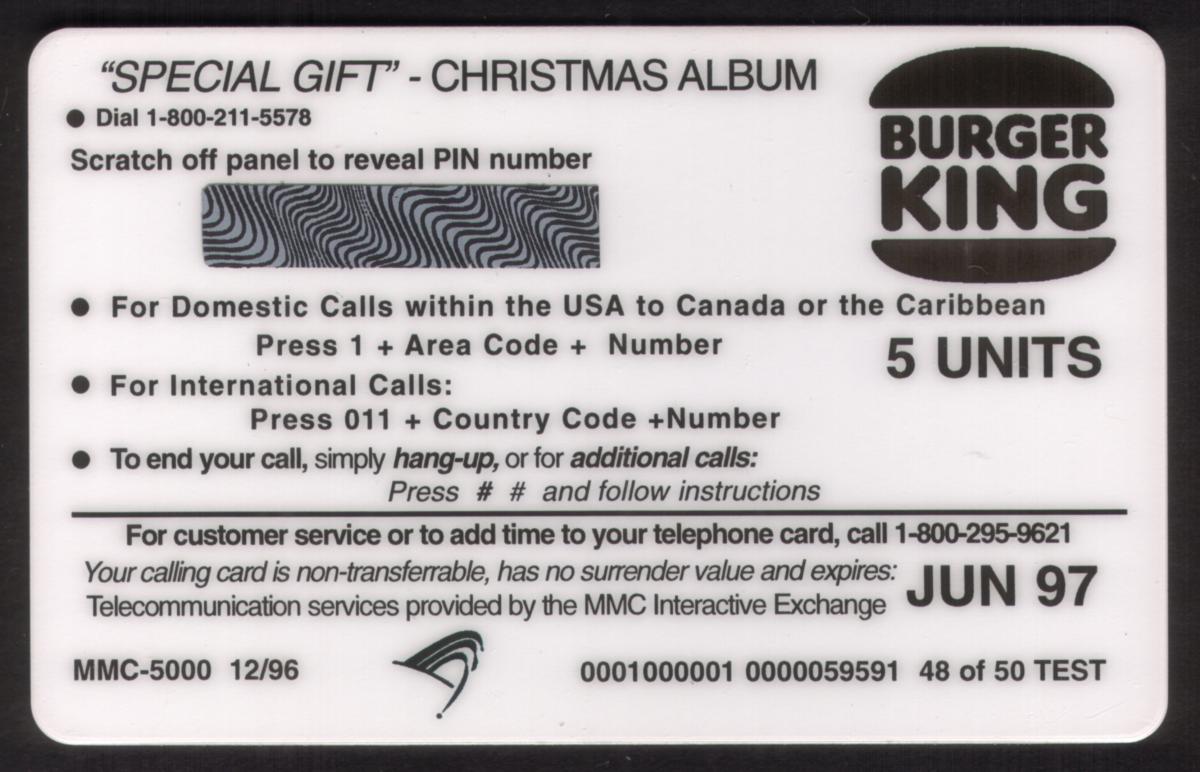 “SPECIAL GIFT” - CHRISTMAS ALBUM
● Dial 1-800-211-5578
Scratch off panel to reveal PIN number
BURGER
KING
● For Domestic Calls within the USA to Canada or the Caribbean
Press 1 + Area Code + Number
5 UNITS
● For International Calls:
Press 011 + Country Code +Number
● To end your call, simply hang-up, or for additional calls:
Press # # and follow instructions
For customer service or to add time to your telephone card, call 1-800-295-9621
Your calling card is non-transferrable, has no surrender value and expires:
JUN 97
Telecommunication services provided by the MMC Interactive Exchange
MMC-5000 12/96
0001000001 0000059591 48 of 50 TEST